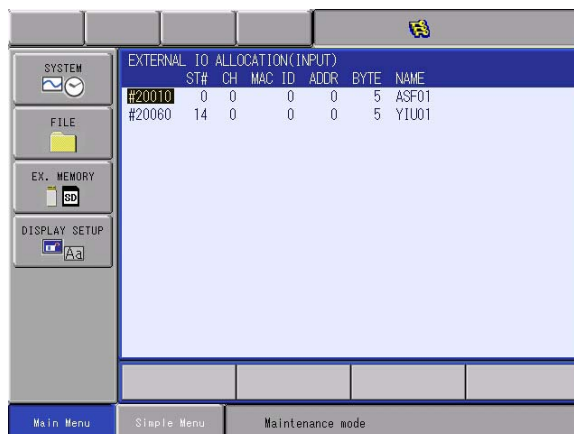 SYSTEM
FILE
EX. MEMORY
SD
DISPLAY SETUP
Aa
EXTERNAL IO ALLOCATION(INPUT)
ST# CH MAC ID ADDR BYTE NAME
#20010 0 0 0 0 5 ASF01
#20060 14 0 0 0 5 YIU01
Main Menu
Simple Menu
Maintenance mode